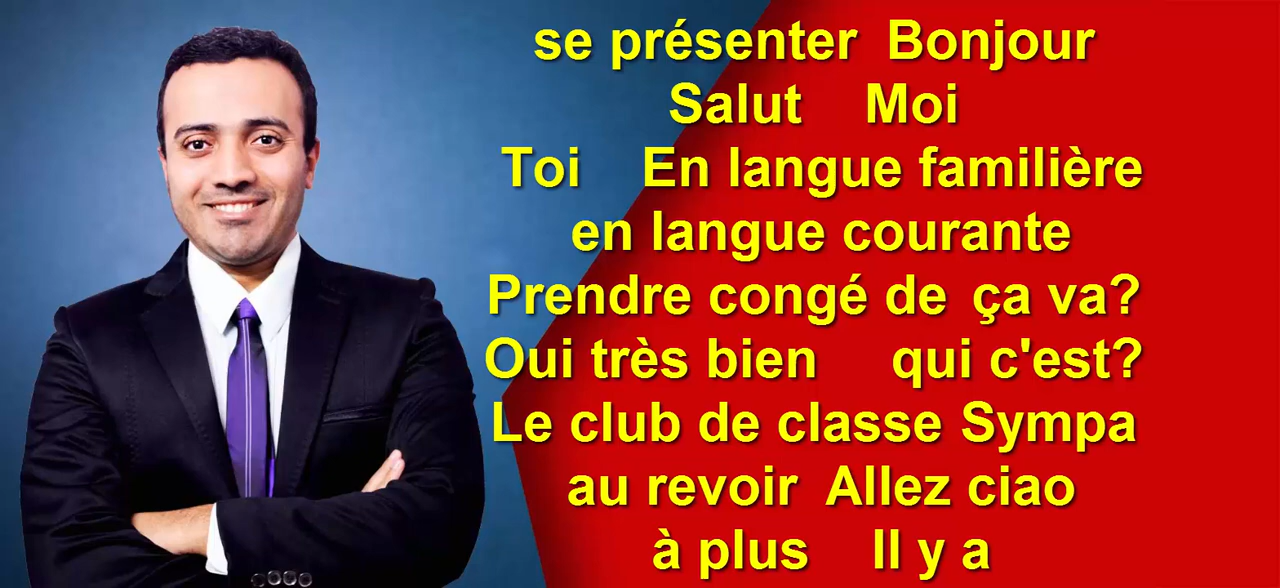 se présenter Bonjour
Salut Moi
Toi En langue familière
en langue courante
Prendre congé de ça va?
Oui très bien qui c'est?
Le club de classe Sympa
au revoir Allez ciao
à plus Il y a